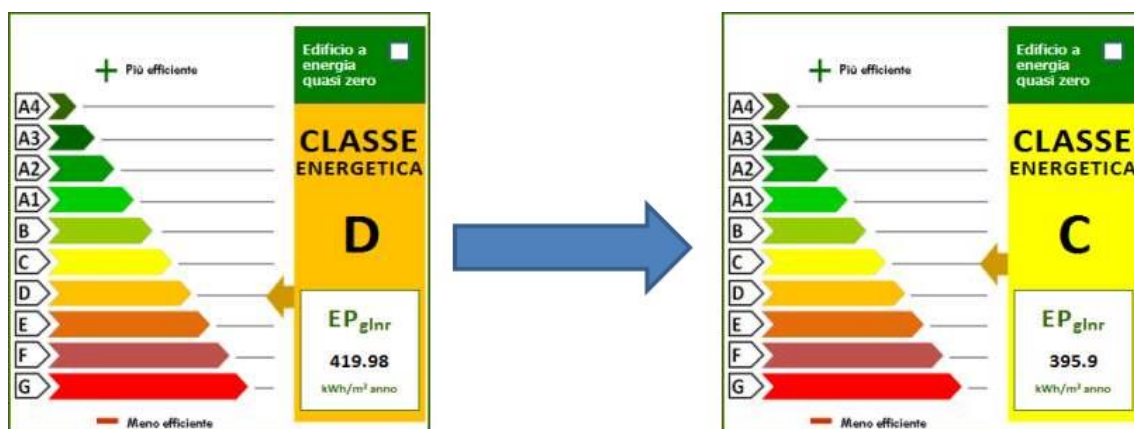 Più efficiente
A4
A3
A2
A1
B
C
D
E
F
G
Meno efficiente
Edificio a
energia
quasi zero
CLASSE
ENERGETICA
D
EPglnr
419.98
kWh/m² anno
Più efficiente
A4
A3
A2
A1
B
C
D
E
F
G
Meno efficiente
Edificio a
energia
quasi zero
CLASSE
ENERGETICA
C
EPglnr
395.9
kWh/m² anno